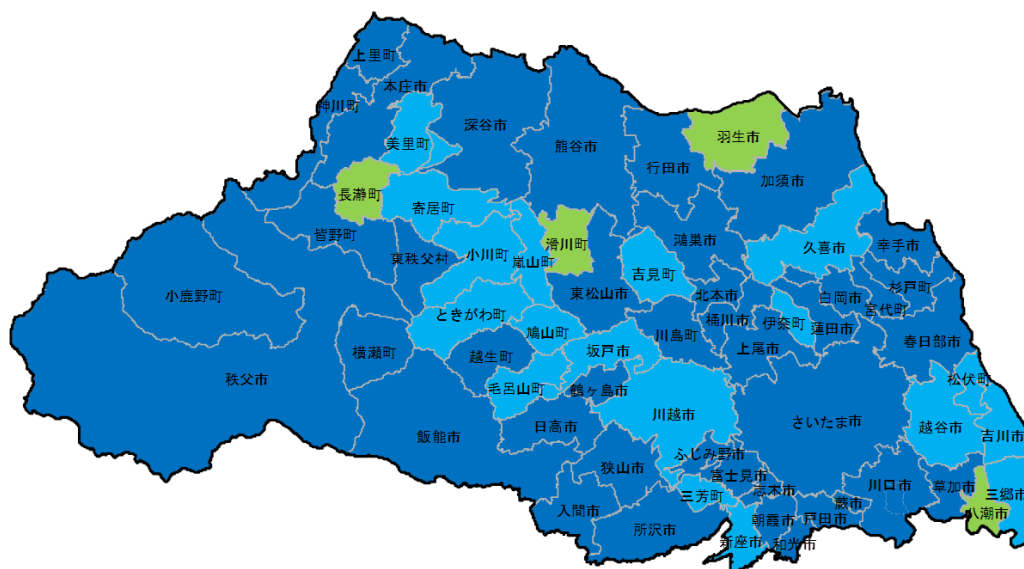 上里町
本庄市
神川町
美里町
深谷市
熊谷市
羽生市
行田市
加須市
長瀞町
寄居町
皆野町
東秩父村
小川町
嵐山町
滑川町
吉見町
鴻巣市
久喜市
幸手市
小鹿野町
東松山市
北本市
白岡市
杉戸町
宮代町
ときがわ町
鳩山町
川島町
桶川市
伊奈町
蓮田市
横瀬町
越生町
坂戸市
上尾市
春日部市
秩父市
毛呂山町
鶴ヶ島市
松伏町
川越市
さいたま市
越谷市
吉川市
飯能市
日高市
ふじみ野市
狭山市
富士見市
志木市
川口市
草加市
三郷市
三芳町
入間市
所沢市
朝霞市
戸田市
蕨市
八潮市
新座市
和光市